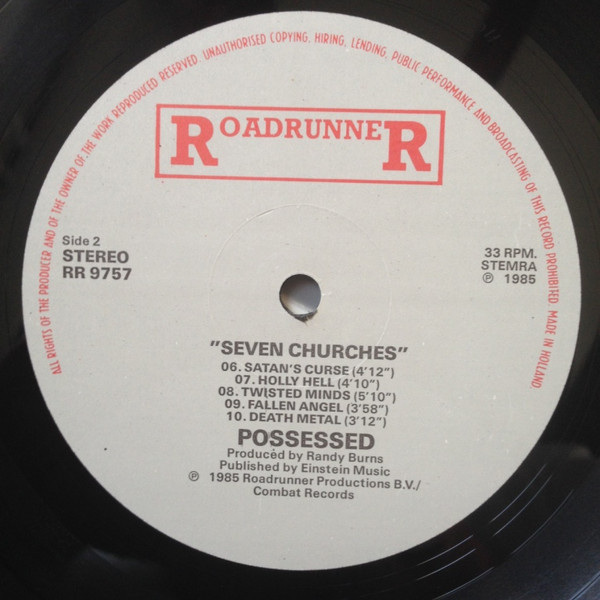 ALL RIGHTS OF THE PRODUCER AND OF THE OWNER OF THE WORK REPRODUCED RESERVED. UNAUTHORISED COPYING, HIRING, LENDING, PUBLIC PERFORMANCE AND BROADCASTING OF THIS RECORD PROHIBITED. MADE IN HOLLAND
ROADRUNNER
Side 2
STEREO
RR 9757
33 RPM.
STEMRA
℗ 1985
"SEVEN CHURCHES"
06. SATAN'S CURSE (4'12")
07. HOLLY HELL (4'10")
08. TWISTED MINDS (5'10")
09. FALLEN ANGEL (3'58")
10. DEATH METAL (3'12")
POSSESSED
Produced by Randy Burns
Published by Einstein Music
℗ 1985 Roadrunner Productions B.V./
Combat Records